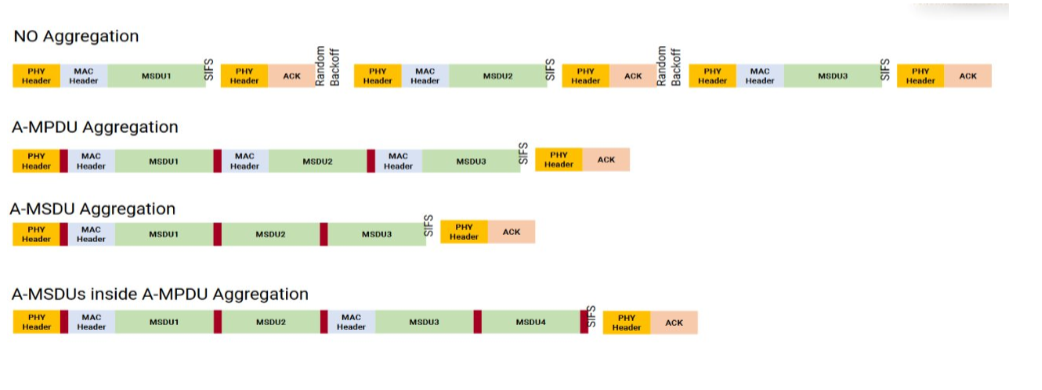 NO Aggregation
PHY Header MAC Header MSDU1 SIFS PHY Header ACK Random Backoff PHY Header MAC Header MSDU2 SIFS PHY Header ACK Random Backoff PHY Header MAC Header MSDU3 SIFS PHY Header ACK
A-MPDU Aggregation
PHY Header MAC Header MSDU1 MAC Header MSDU2 MAC Header MSDU3 SIFS PHY Header ACK
A-MSDU Aggregation
PHY Header MAC Header MSDU1 MSDU2 MSDU3 SIFS PHY Header ACK
A-MSDUs inside A-MPDU Aggregation
PHY Header MAC Header MSDU1 MSDU2 MAC Header MSDU3 MSDU4 SIFS PHY Header ACK